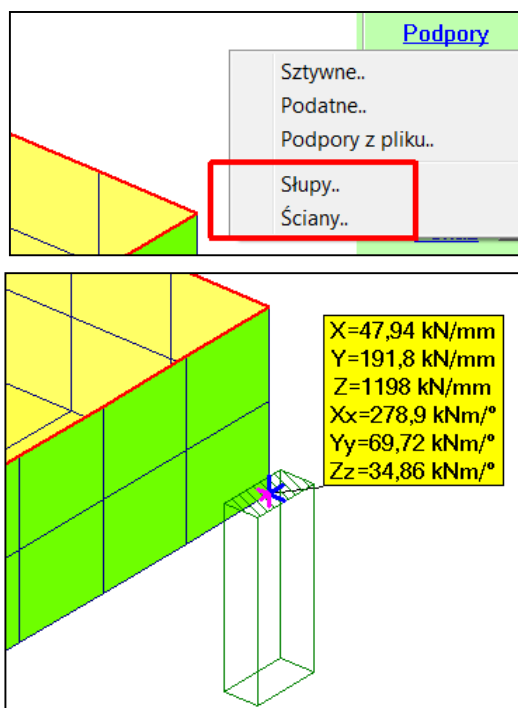 Podpory
Sztywne..
Podatne..
Podpory z pliku..
Słupy..
Ściany..
X=47,94 kN/mm
Y=191,8 kN/mm
Z=1198 kN/mm
Xx=278,9 kNm/°
Yy=69,72 kNm/°
Zz=34,86 kNm/°